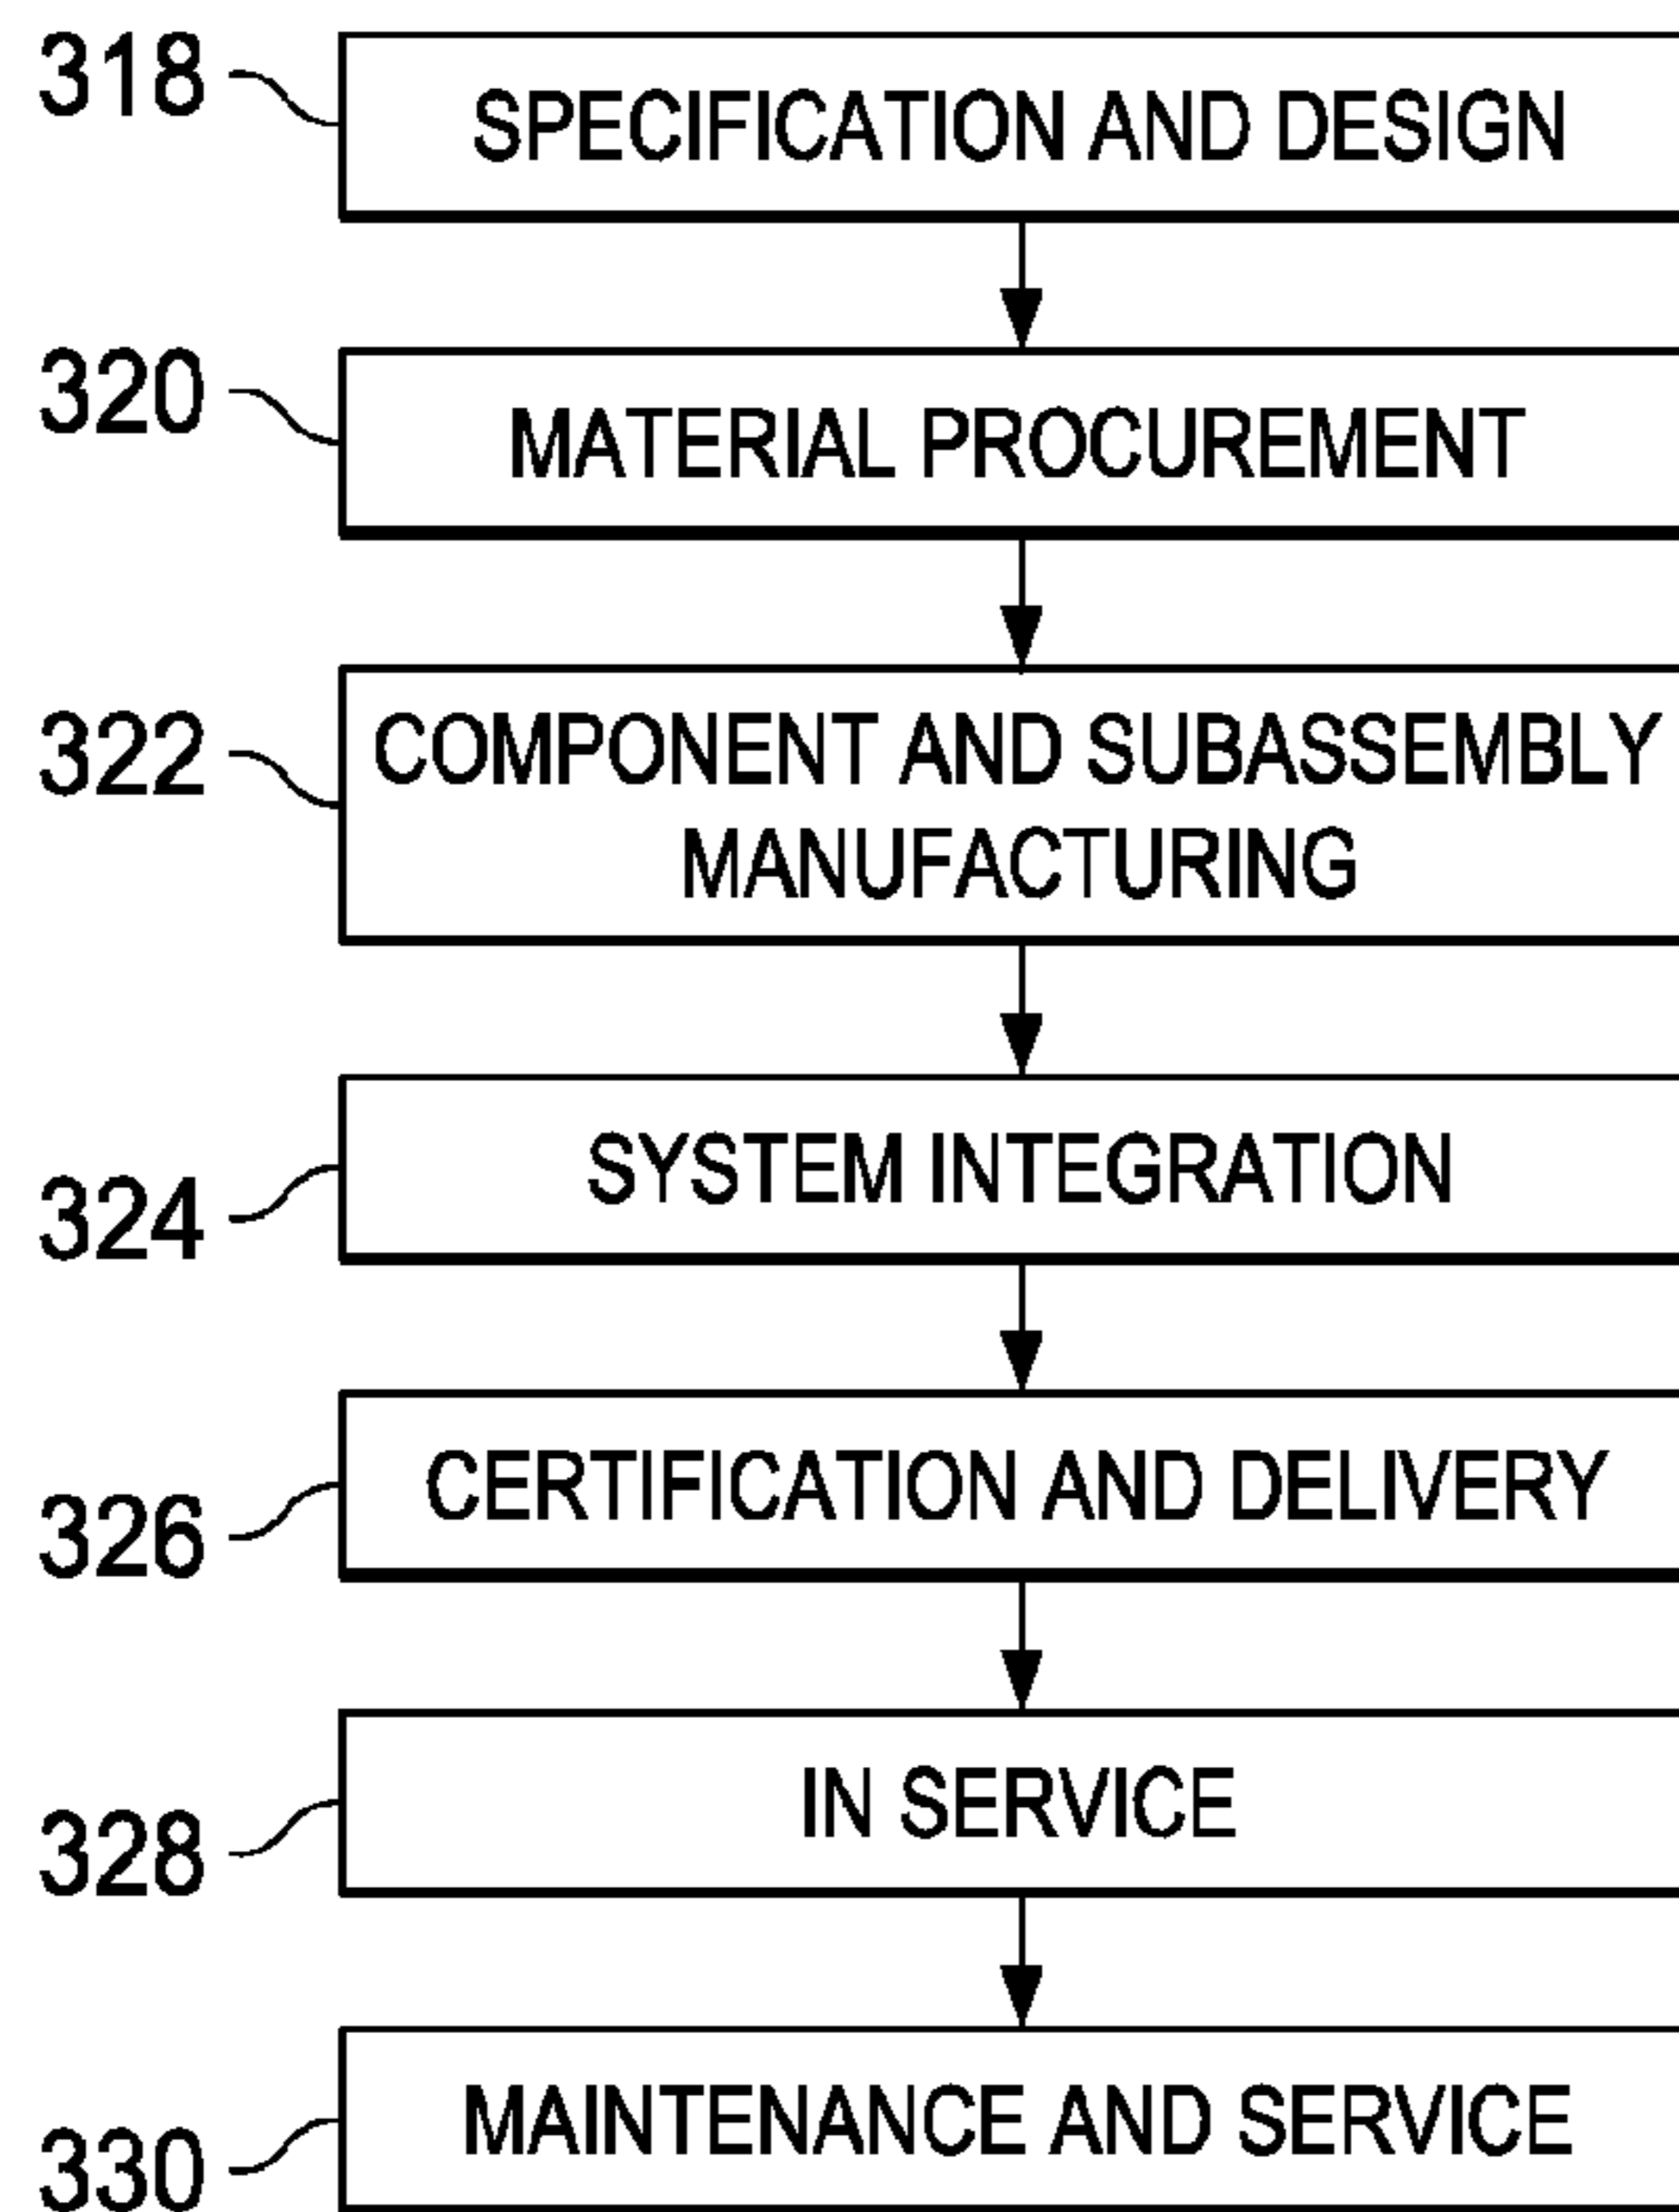 318 SPECIFICATION AND DESIGN
320 MATERIAL PROCUREMENT
322 COMPONENT AND SUBASSEMBLY
MANUFACTURING
324 SYSTEM INTEGRATION
326 CERTIFICATION AND DELIVERY
328 IN SERVICE
330 MAINTENANCE AND SERVICE